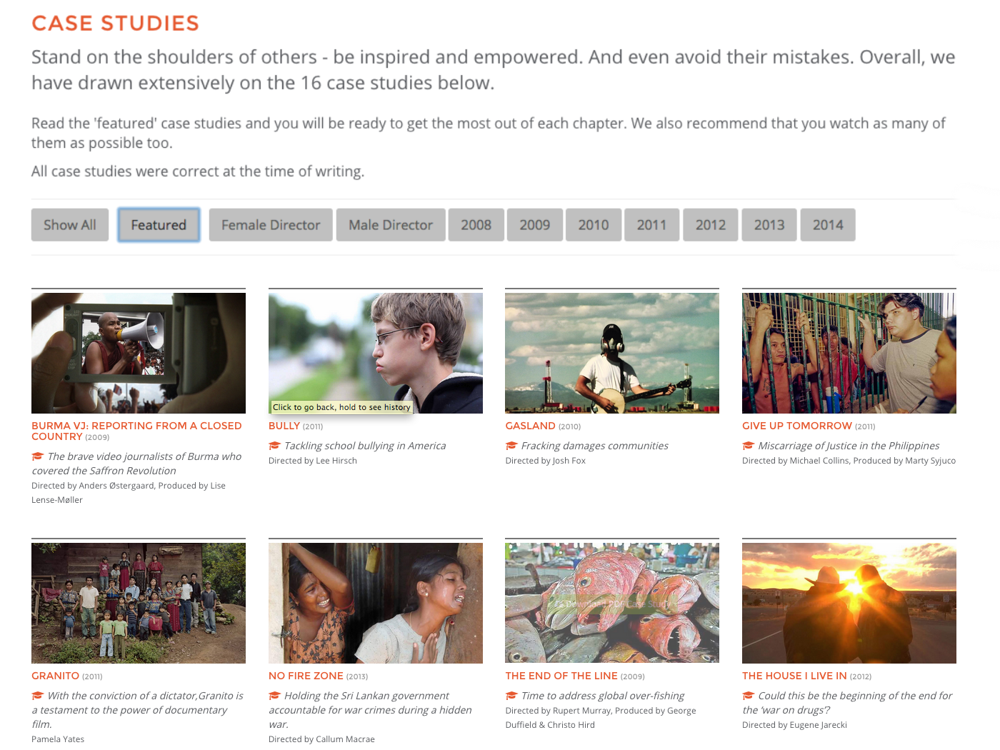 CASE STUDIES
Stand on the shoulders of others - be inspired and empowered. And even avoid their mistakes. Overall, we
have drawn extensively on the 16 case studies below.
Read the 'featured' case studies and you will be ready to get the most out of each chapter. We also recommend that you watch as many of
them as possible too.
All case studies were correct at the time of writing.
Show All Featured Female Director Male Director 2008 2009 2010 2011 2012 2013 2014
Click to go back, hold to see history
BURMA VJ: REPORTING FROM A CLOSED
COUNTRY (2009)
The brave video journalists of Burma who
covered the Saffron Revolution
Directed by Anders Østergaard, Produced by Lise
Lense-Møller
BULLY (2011)
Tackling school bullying in America
Directed by Lee Hirsch
GASLAND (2010)
Fracking damages communities
Directed by Josh Fox
GIVE UP TOMORROW (2011)
Miscarriage of Justice in the Philippines
Directed by Michael Collins, Produced by Marty Syjuco
Download PDF Case Study
GRANITO (2011)
With the conviction of a dictator,Granito is
a testament to the power of documentary
film.
Pamela Yates
NO FIRE ZONE (2013)
Holding the Sri Lankan government
accountable for war crimes during a hidden
war.
Directed by Callum Macrae
THE END OF THE LINE (2009)
Time to address global over-fishing
Directed by Rupert Murray, Produced by George
Duffield & Christo Hird
THE HOUSE I LIVE IN (2012)
Could this be the beginning of the end for
the ‘war on drugs’?
Directed by Eugene Jarecki